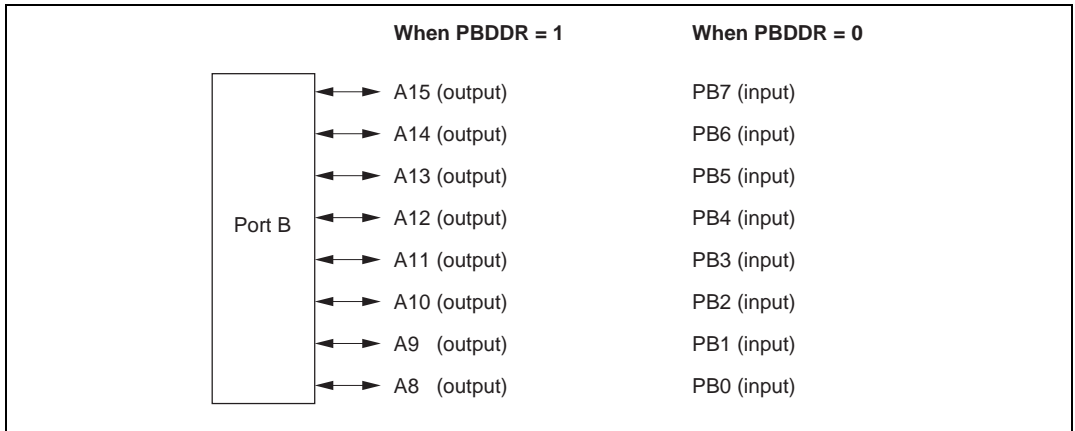 When PBDDR = 1 When PBDDR = 0
A15 (output) PB7 (input)
A14 (output) PB6 (input)
A13 (output) PB5 (input)
Port B A12 (output) PB4 (input)
A11 (output) PB3 (input)
A10 (output) PB2 (input)
A9 (output) PB1 (input)
A8 (output) PB0 (input)